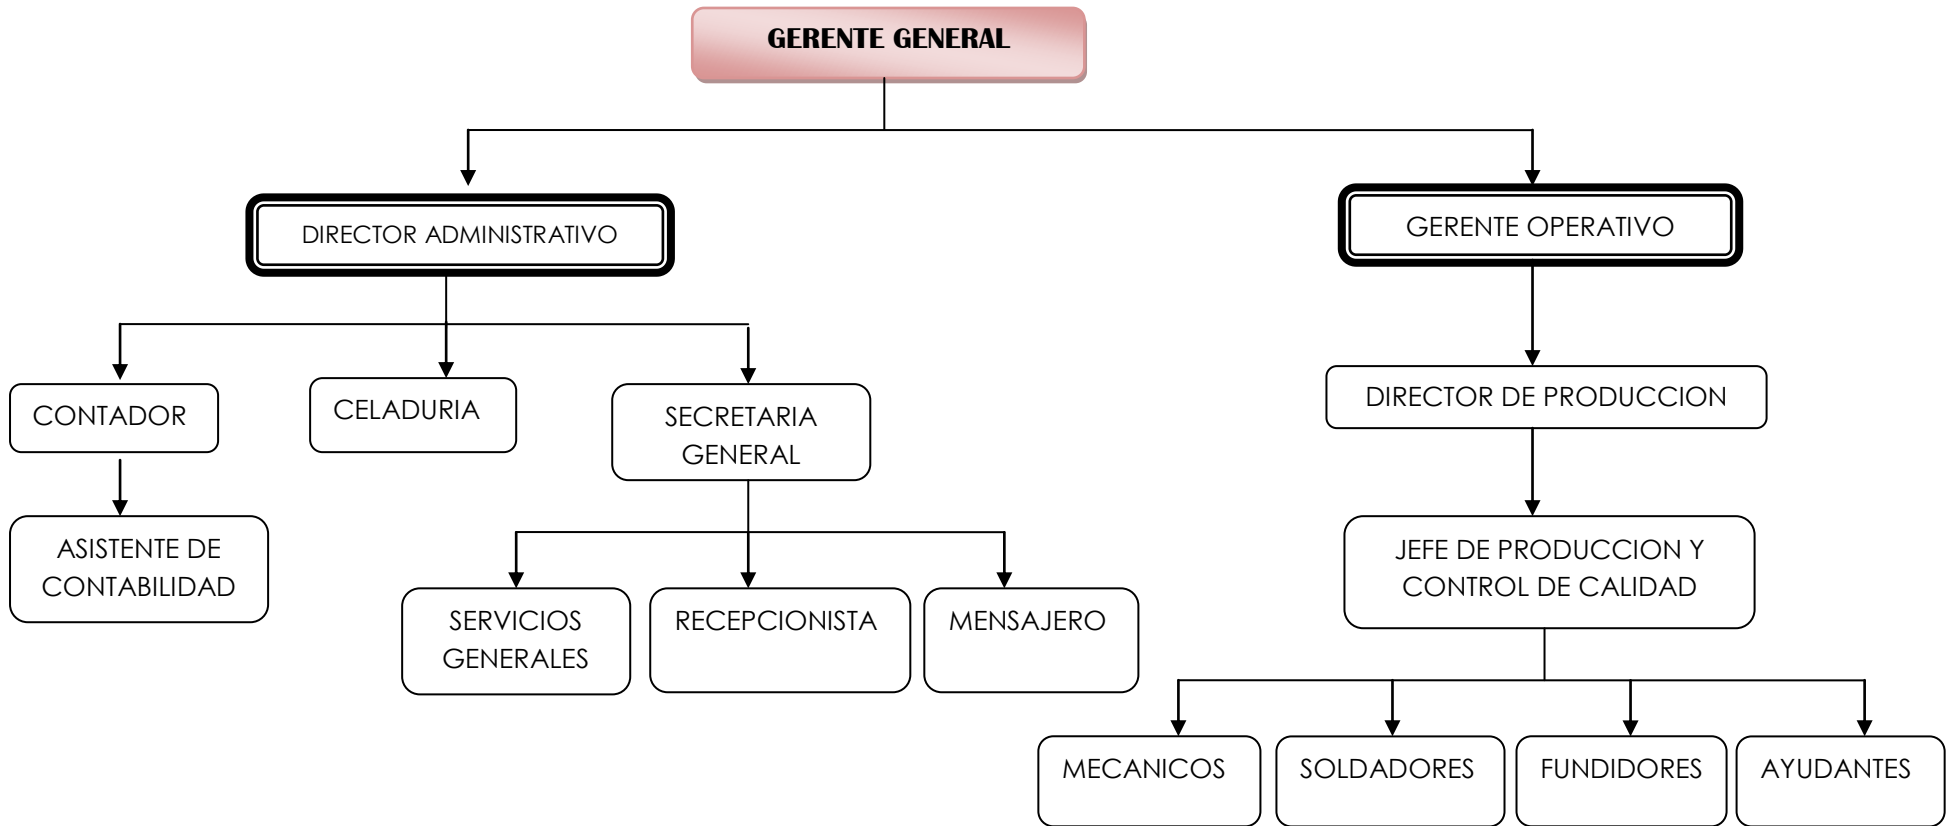 GERENTE GENERAL
DIRECTOR ADMINISTRATIVO
GERENTE OPERATIVO
CONTADOR
CELADURIA
SECRETARIA
GENERAL
DIRECTOR DE PRODUCCION
ASISTENTE DE
CONTABILIDAD
JEFE DE PRODUCCION Y
CONTROL DE CALIDAD
SERVICIOS
GENERALES
RECEPCIONISTA
MENSAJERO
MECANICOS
SOLDADORES
FUNDIDORES
AYUDANTES